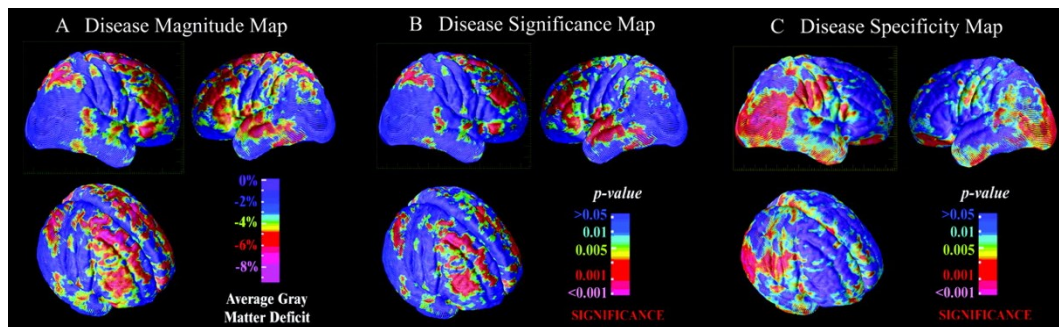 A Disease Magnitude Map
B Disease Significance Map
C Disease Specificity Map
0%
-2%
-4%
-6%
-8%
Average Gray
Matter Deficit
p-value
>0.05
0.01
0.005
0.001
<0.001
SIGNIFICANCE
p-value
>0.05
0.01
0.005
0.001
<0.001
SIGNIFICANCE